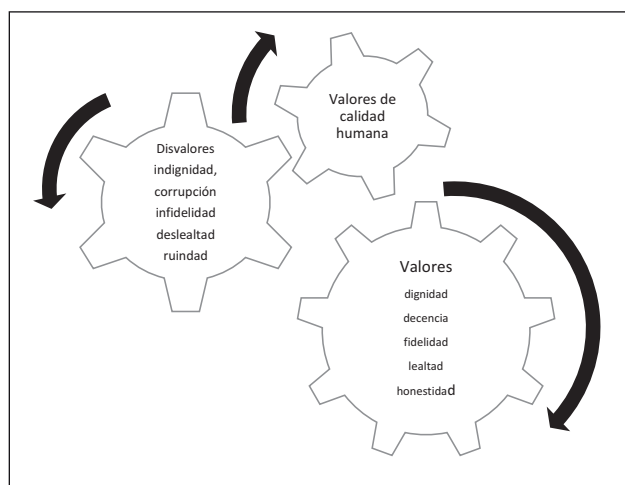 Valores de
calidad
humana
Disvalores
indignidad,
corrupción
infidelidad
deslealtad
ruindad
Valores
dignidad
decencia
fidelidad
lealtad
honestidad